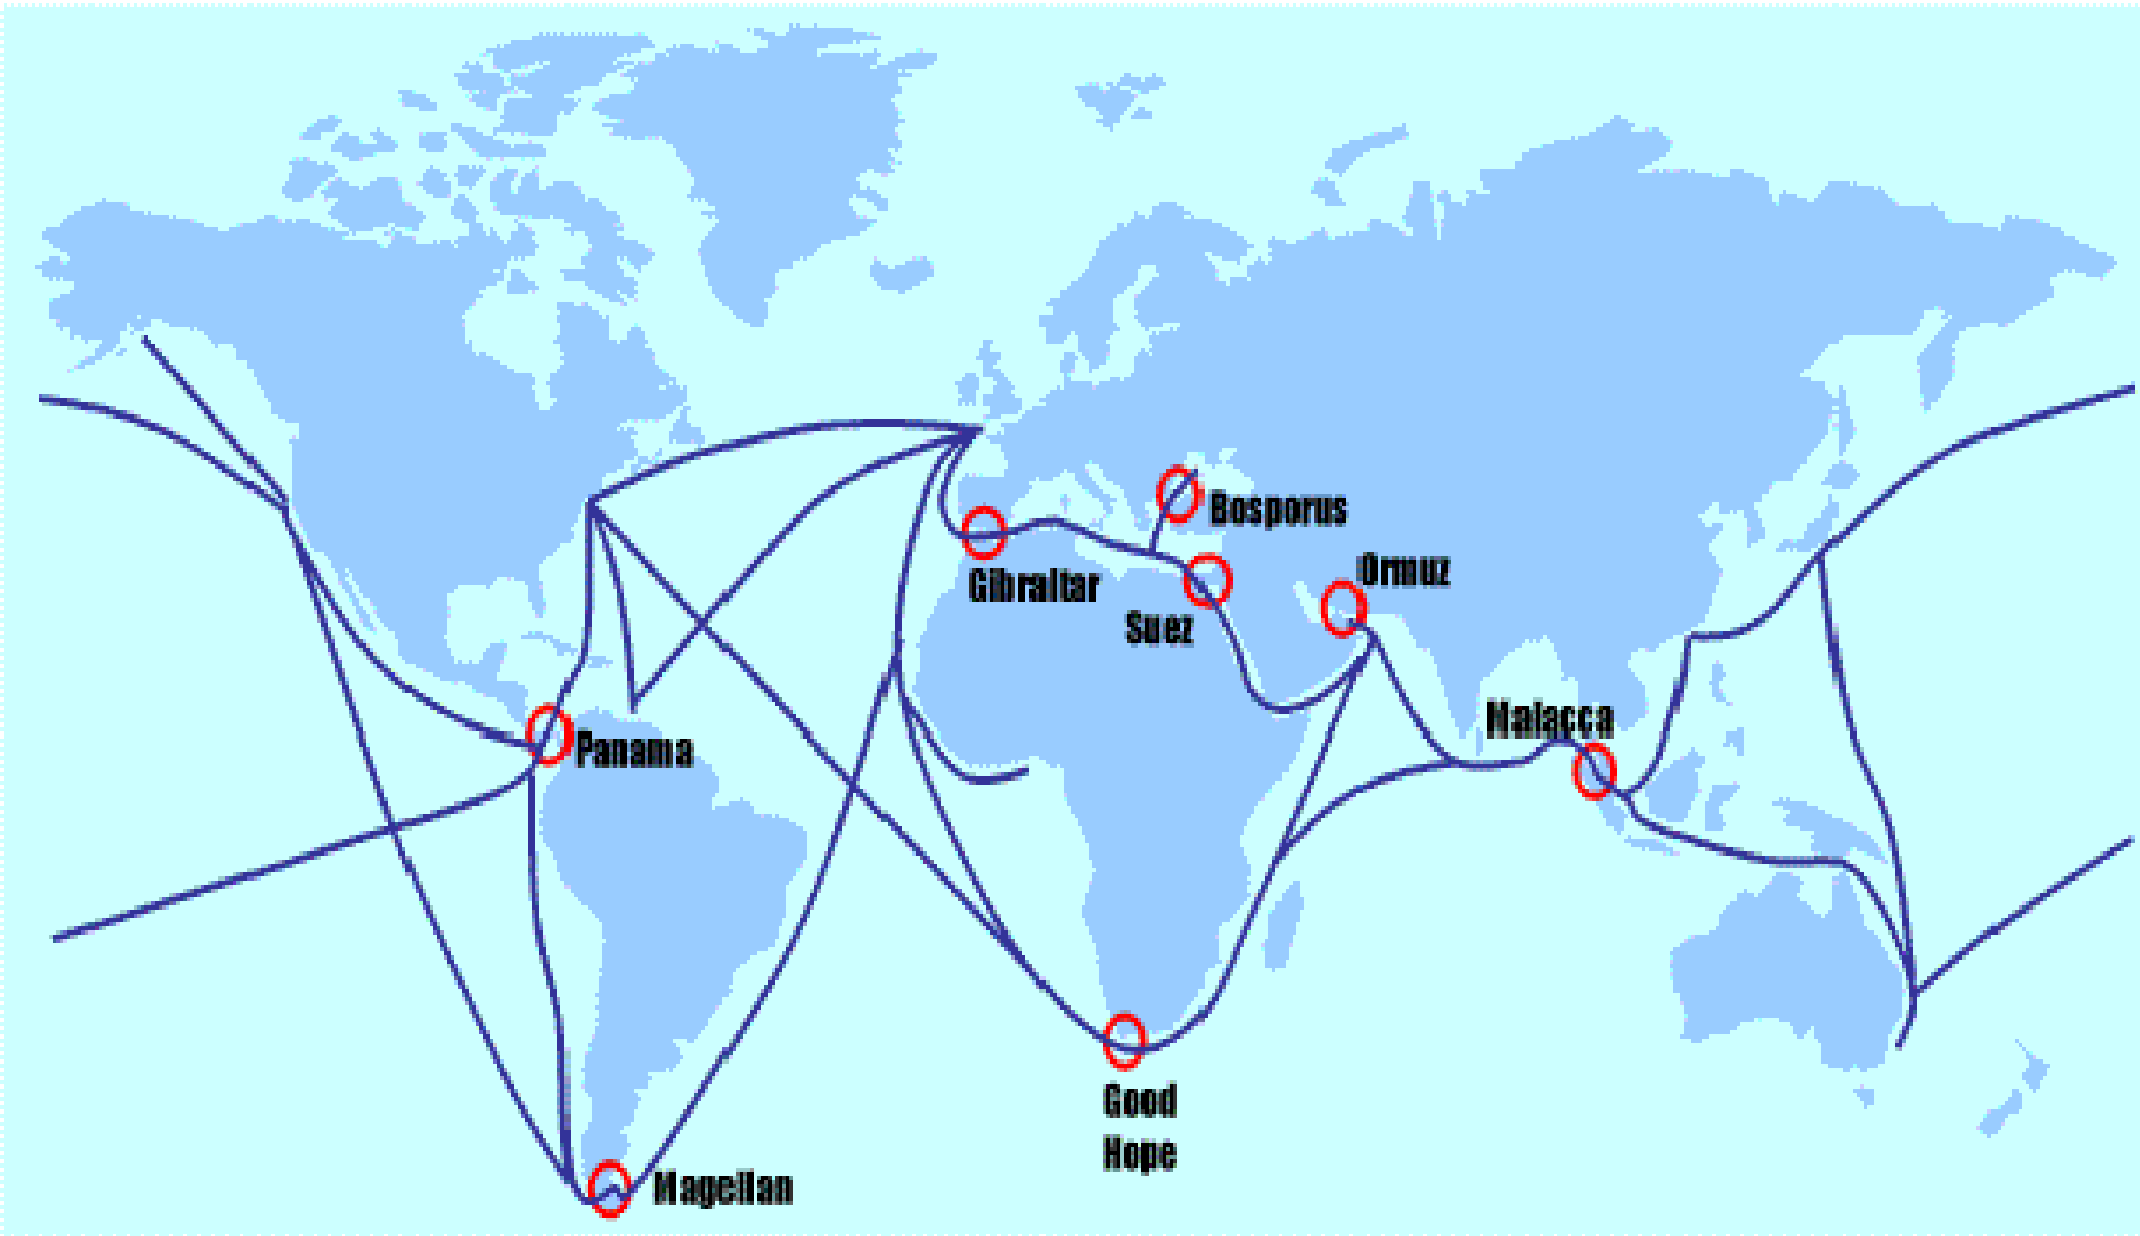 Bosporus
Gibraltar
Ormuz
Suez
Malacca
Panama
Good
Hope
Magellan